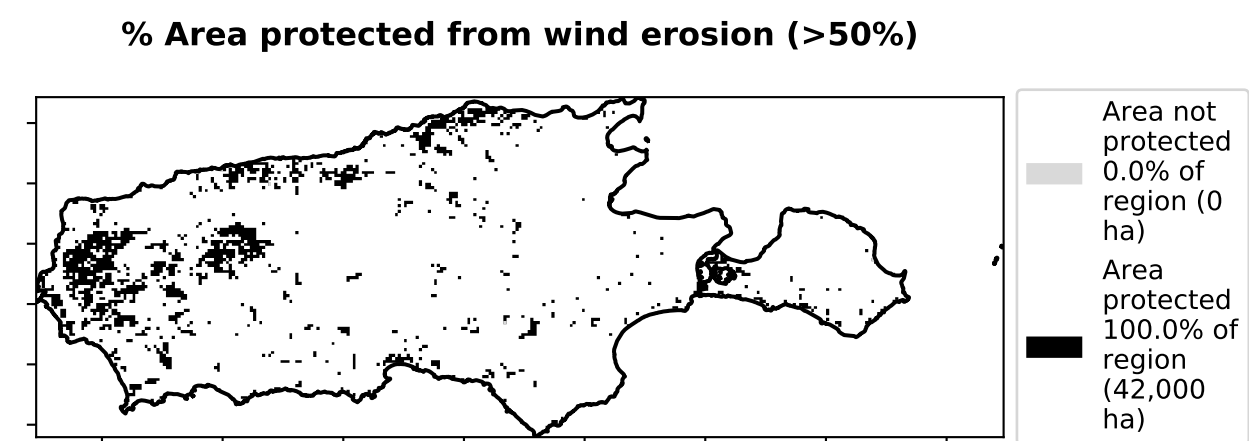 % Area protected from wind erosion (>50%)
Area not
protected
0.0% of
region (0
ha)
Area
protected
100.0% of
region
(42,000
ha)